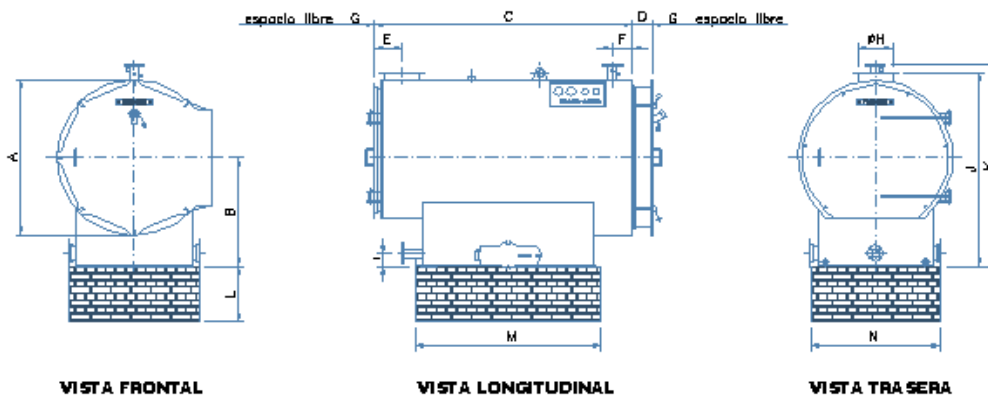 espacio libre G C D G espacio libre
E F
ØH
A
B
L
I
J
K
M
N
VISTA FRONTAL
VISTA LONGITUDINAL
VISTA TRASERA